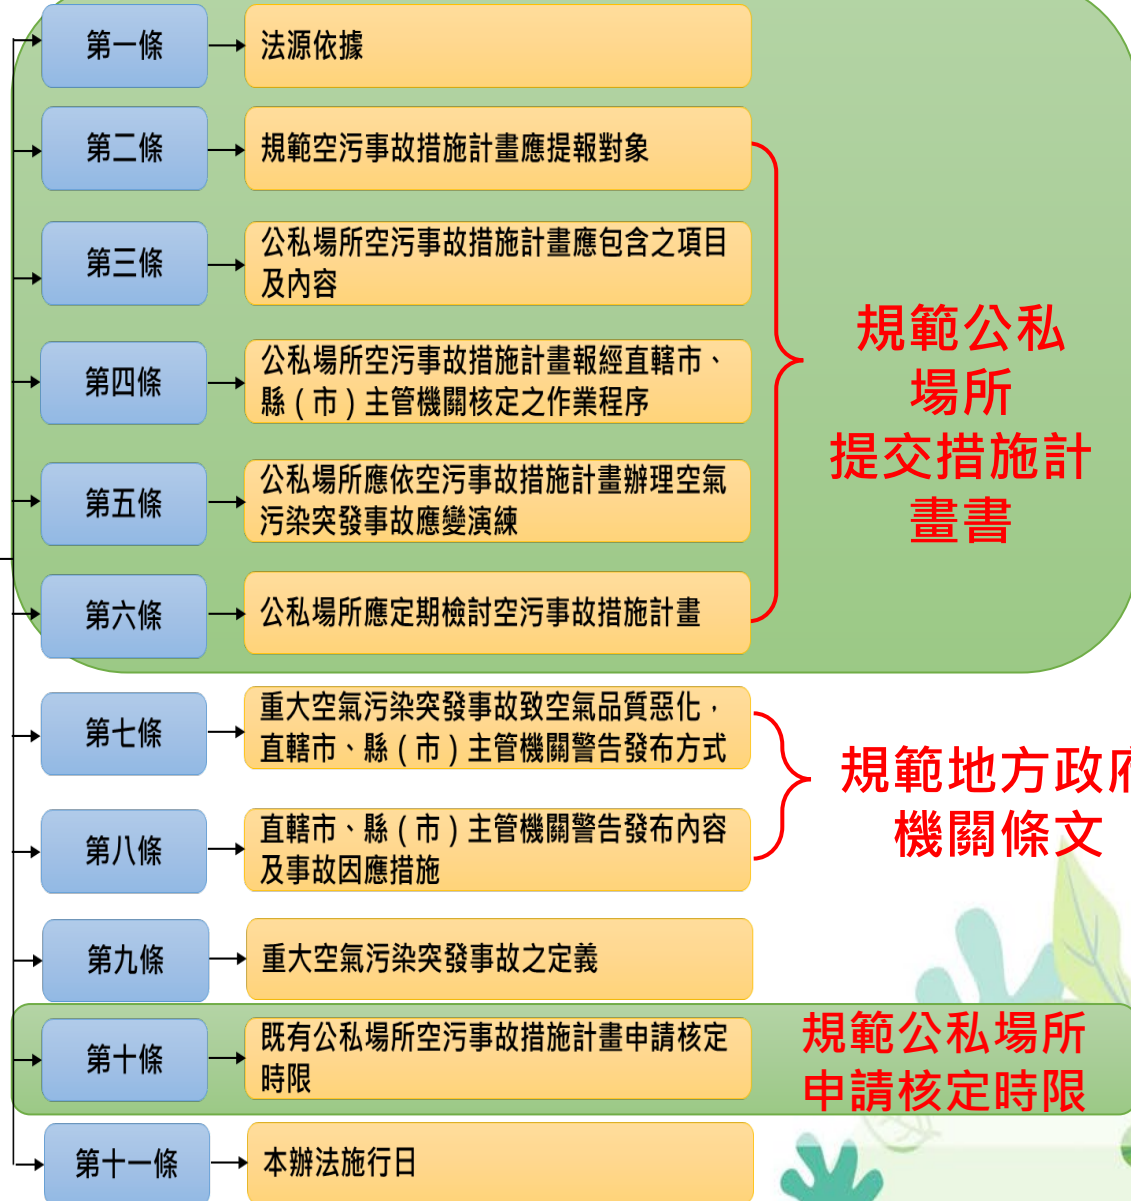 第一條
法源依據
第二條
規範空污事故措施計畫應提報對象
第三條
公私場所空污事故措施計畫應包含之項目
及內容
第四條
公私場所空污事故措施計畫報經直轄市、
縣（市）主管機關核定之作業程序
第五條
公私場所應依空污事故措施計畫辦理空氣
污染突發事故應變演練
第六條
公私場所應定期檢討空污事故措施計畫
規範公私
場所
提交措施計
畫書
第七條
重大空氣污染突發事故致空氣品質惡化，
直轄市、縣（市）主管機關警告發布方式
第八條
直轄市、縣（市）主管機關警告發布內容
及事故因應措施
規範地方政府
機關條文
第九條
重大空氣污染突發事故之定義
第十條
既有公私場所空污事故措施計畫申請核定
時限
規範公私場所
申請核定時限
第十一條
本辦法施行日